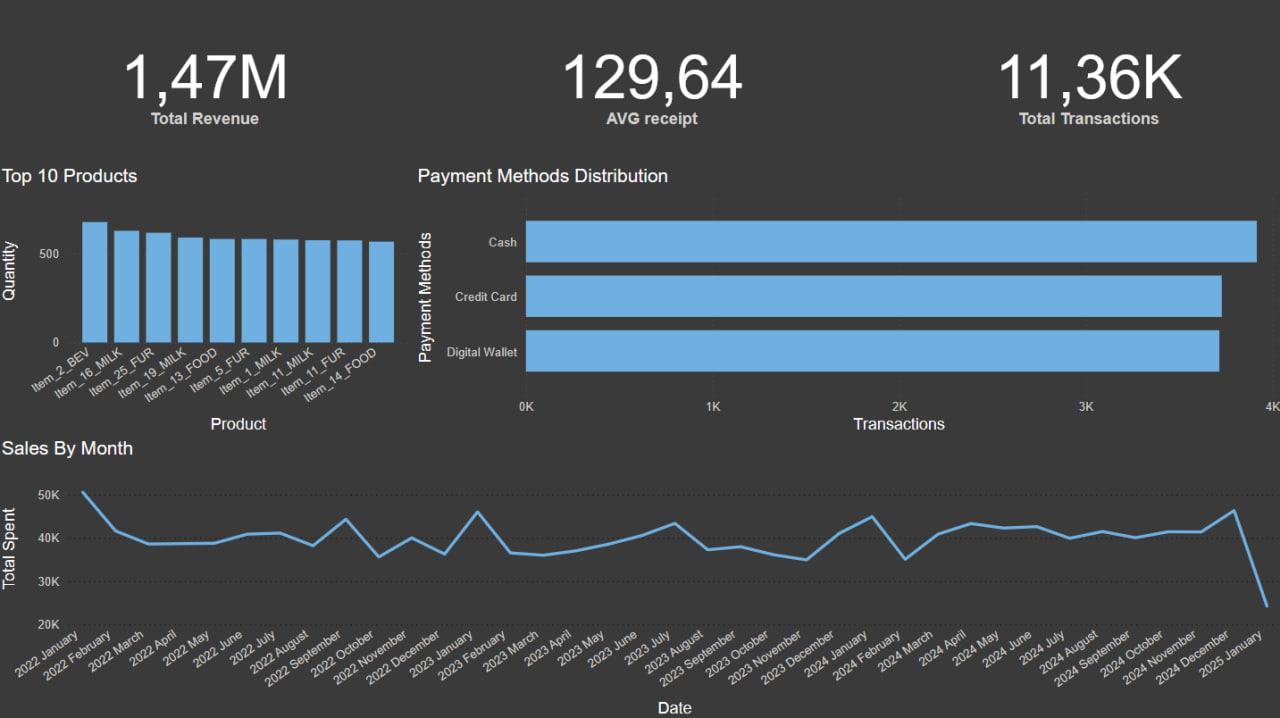 1,47M
Total Revenue
129,64
AVG receipt
11,36K
Total Transactions
Top 10 Products
Quantity
500
0
Item_2_BEV
Item_16_MILK
Item_25_FUR
Item_19_MILK
Item_13_FOOD
Item_5_FUR
Item_1_MILK
Item_11_MILK
Item_11_FUR
Item_14_FOOD
Product
Payment Methods Distribution
Payment Methods
Cash
Credit Card
Digital Wallet
0K
1K
2K
3K
4K
Transactions
Sales By Month
Total Spent
50K
40K
30K
20K
2022 January
2022 February
2022 March
2022 April
2022 May
2022 June
2022 July
2022 August
2022 September
2022 October
2022 November
2022 December
2023 January
2023 February
2023 March
2023 April
2023 May
2023 June
2023 July
2023 August
2023 September
2023 October
2023 November
2023 December
2024 January
2024 February
2024 March
2024 April
2024 May
2024 June
2024 July
2024 August
2024 September
2024 October
2024 November
2024 December
2025 January
Date